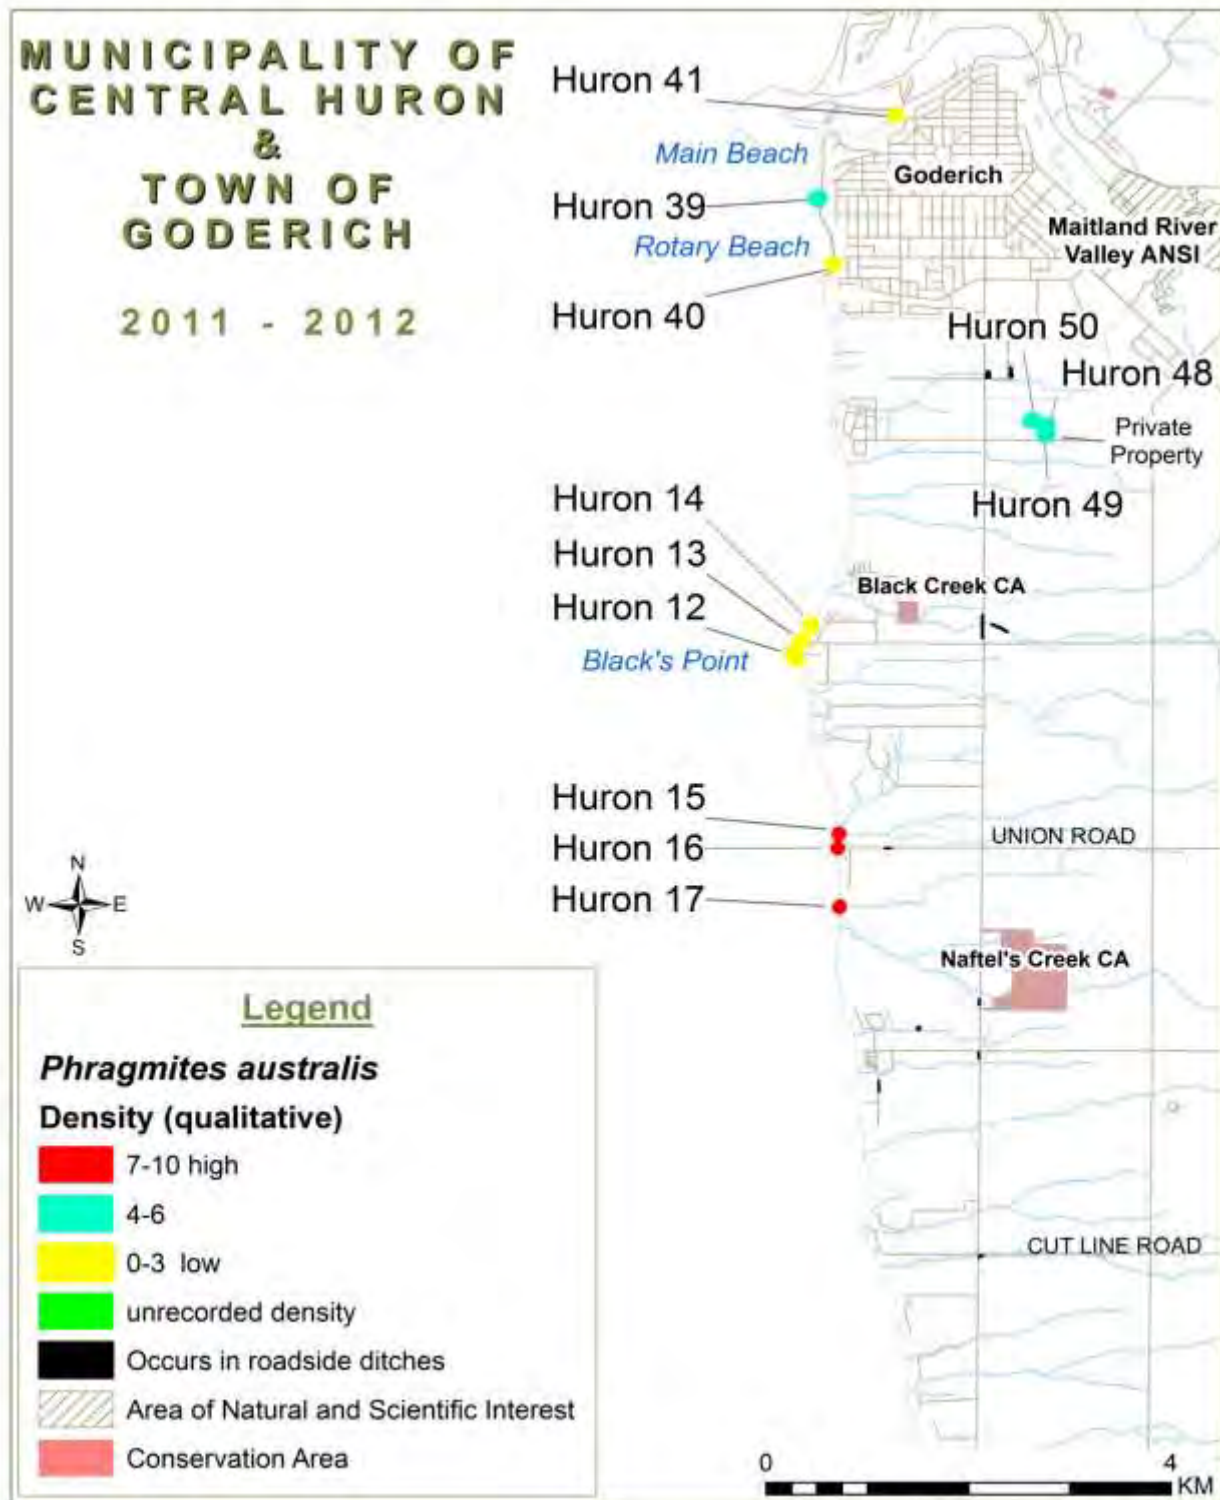 MUNICIPALITY OF
CENTRAL HURON
&
TOWN OF
GODERICH
2011 - 2012
Huron 41
Main Beach
Goderich
Huron 39
Maitland River
Valley ANSI
Rotary Beach
Huron 40
Huron 50
Huron 48
Private
Property
Huron 49
Huron 14
Huron 13
Black Creek CA
Huron 12
Black's Point
Huron 15
UNION ROAD
Huron 16
Huron 17
N
W E
S
Naftel's Creek CA
Legend
Phragmites australis
Density (qualitative)
7-10 high
4-6
0-3 low
unrecorded density
Occurs in roadside ditches
Area of Natural and Scientific Interest
Conservation Area
CUT LINE ROAD
0 4
KM